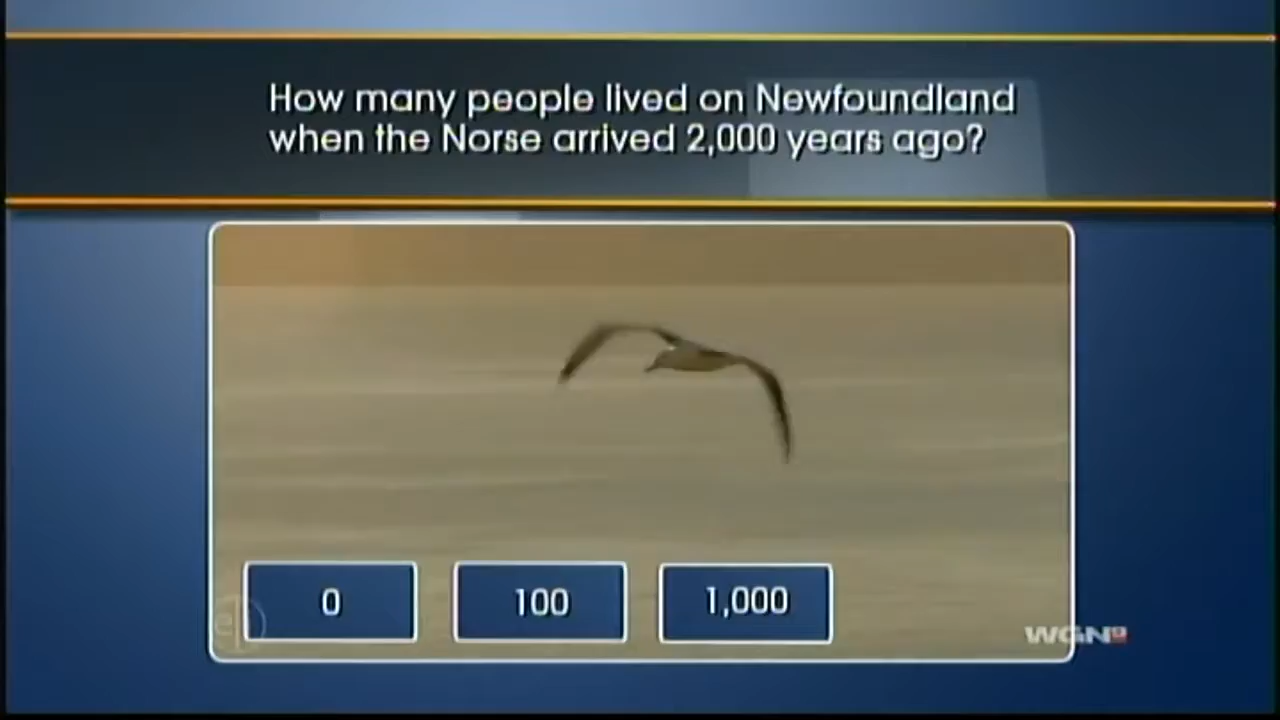 How many people lived on Newfoundland
when the Norse arrived 2,000 years ago?
0
100
1,000
e/i
WGN9